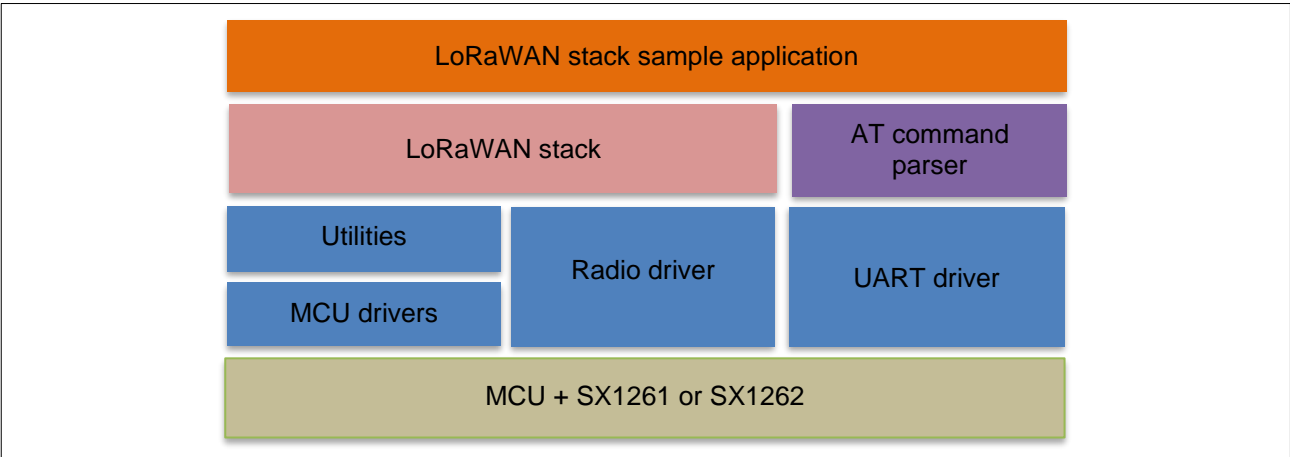 LoRaWAN stack sample application
LoRaWAN stack
AT command
parser
Utilities
Radio driver
UART driver
MCU drivers
MCU + SX1261 or SX1262